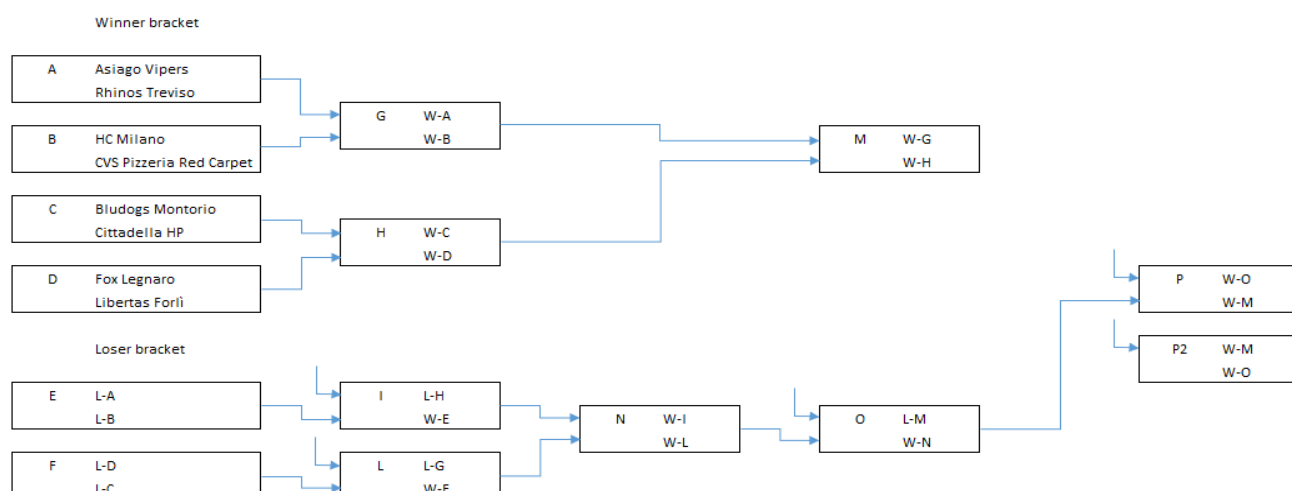 Winner bracket
A Asiago Vipers
Rhinos Treviso
G W-A
W-B
B HC Milano
CVS Pizzeria Red Carpet
M W-G
W-H
C Bludogs Montorio
Cittadella HP
H W-C
W-D
D Fox Legnaro
Libertas Forlì
P W-O
W-M
Loser bracket
P2 W-M
W-O
E L-A
L-B
I L-H
W-E
N W-I
W-L
O L-M
W-N
F L-D
L-C
L L-G
W-F